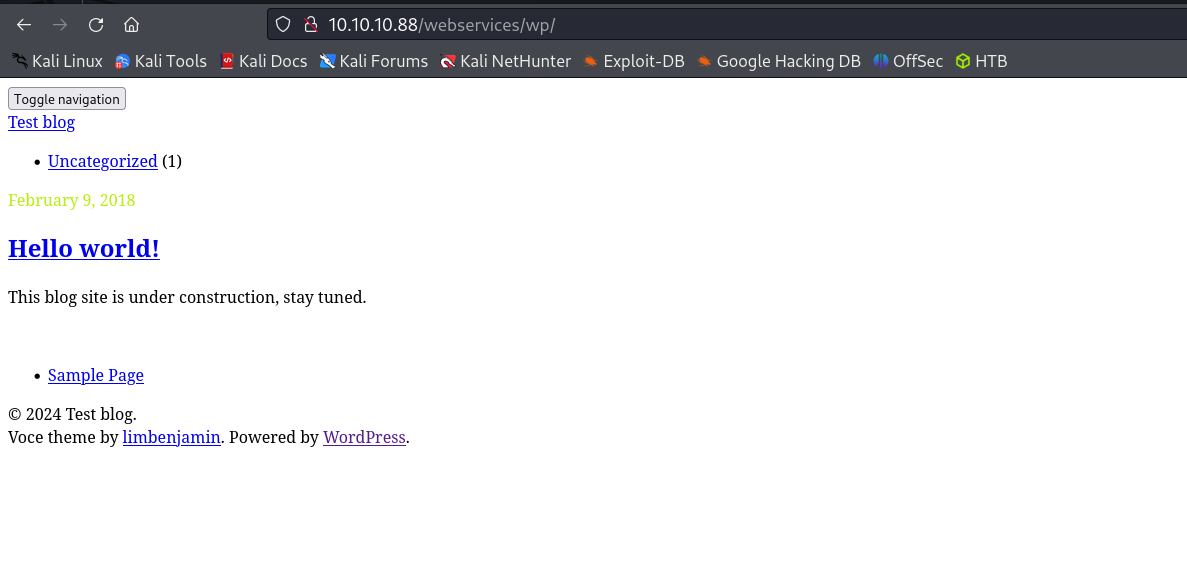 10.10.10.88/webservices/wp/
Kali Linux Kali Tools Kali Docs Kali Forums Kali NetHunter Exploit-DB Google Hacking DB OffSec HTB
Toggle navigation
Test blog
• Uncategorized (1)
February 9, 2018
Hello world!
This blog site is under construction, stay tuned.
• Sample Page
© 2024 Test blog.
Voce theme by limbenjamin. Powered by WordPress.